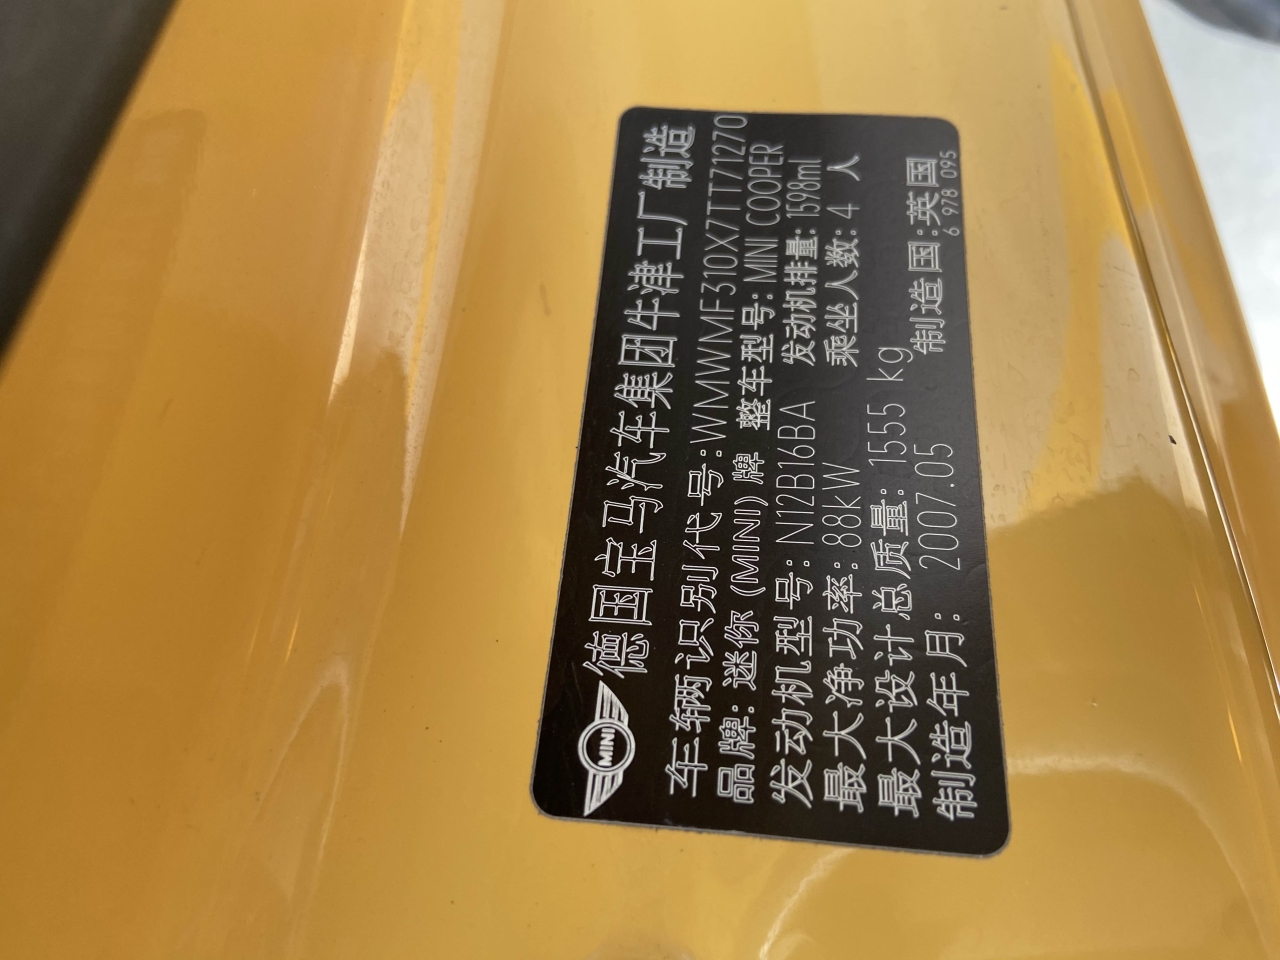 MINI 德国宝马汽车集团牛津工厂制造
车辆识别代号:WMWMF310X7TT71270
品牌: 迷你 (MINI) 牌 整车型号: MINI COOPER
发动机型号: N12B16BA 发动机排量: 1598ml
最大净功率: 88kW 乘坐人数: 4 人
最大设计总质量: 1555 kg
制造年月: 2007.05 制造国:英国
6 978 095